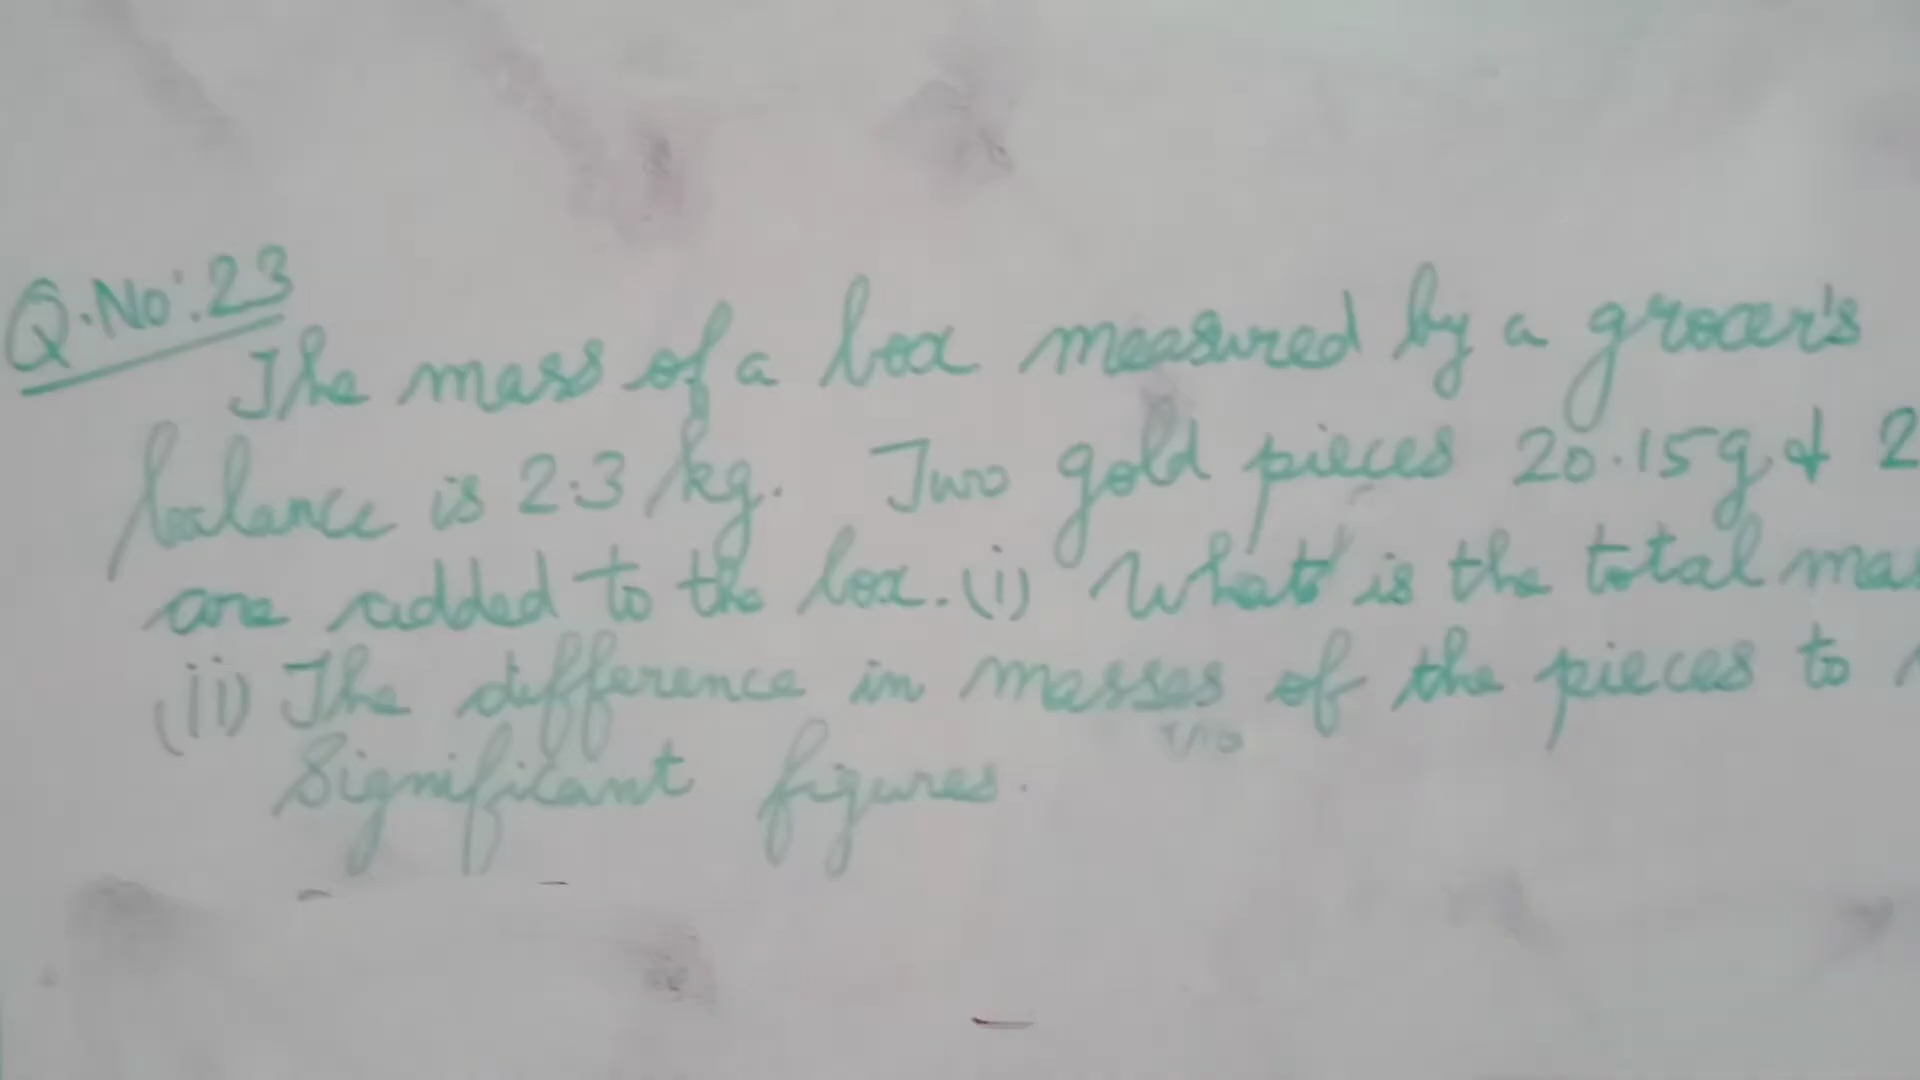 Q.No:23
The mass of a box measured by a grocer's
balance is 2.3 kg. Two gold pieces 20.15g & 2
are added to the box. (i) What is the total mas
(ii) The difference in masses of the pieces to
Significant figures.